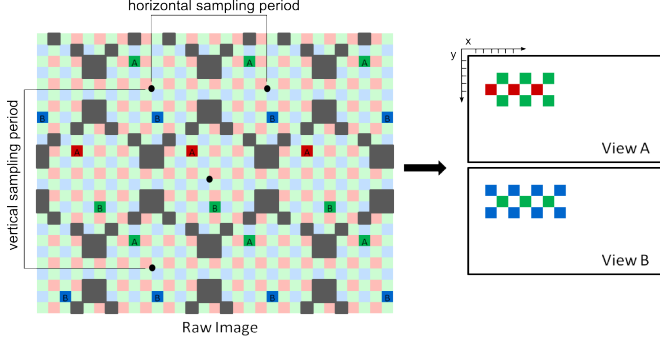 horizontal sampling period
x
y
A A A
B B B B
A A A
vertical sampling period
B B B
A A A
B B B B
View A
View B
Raw Image